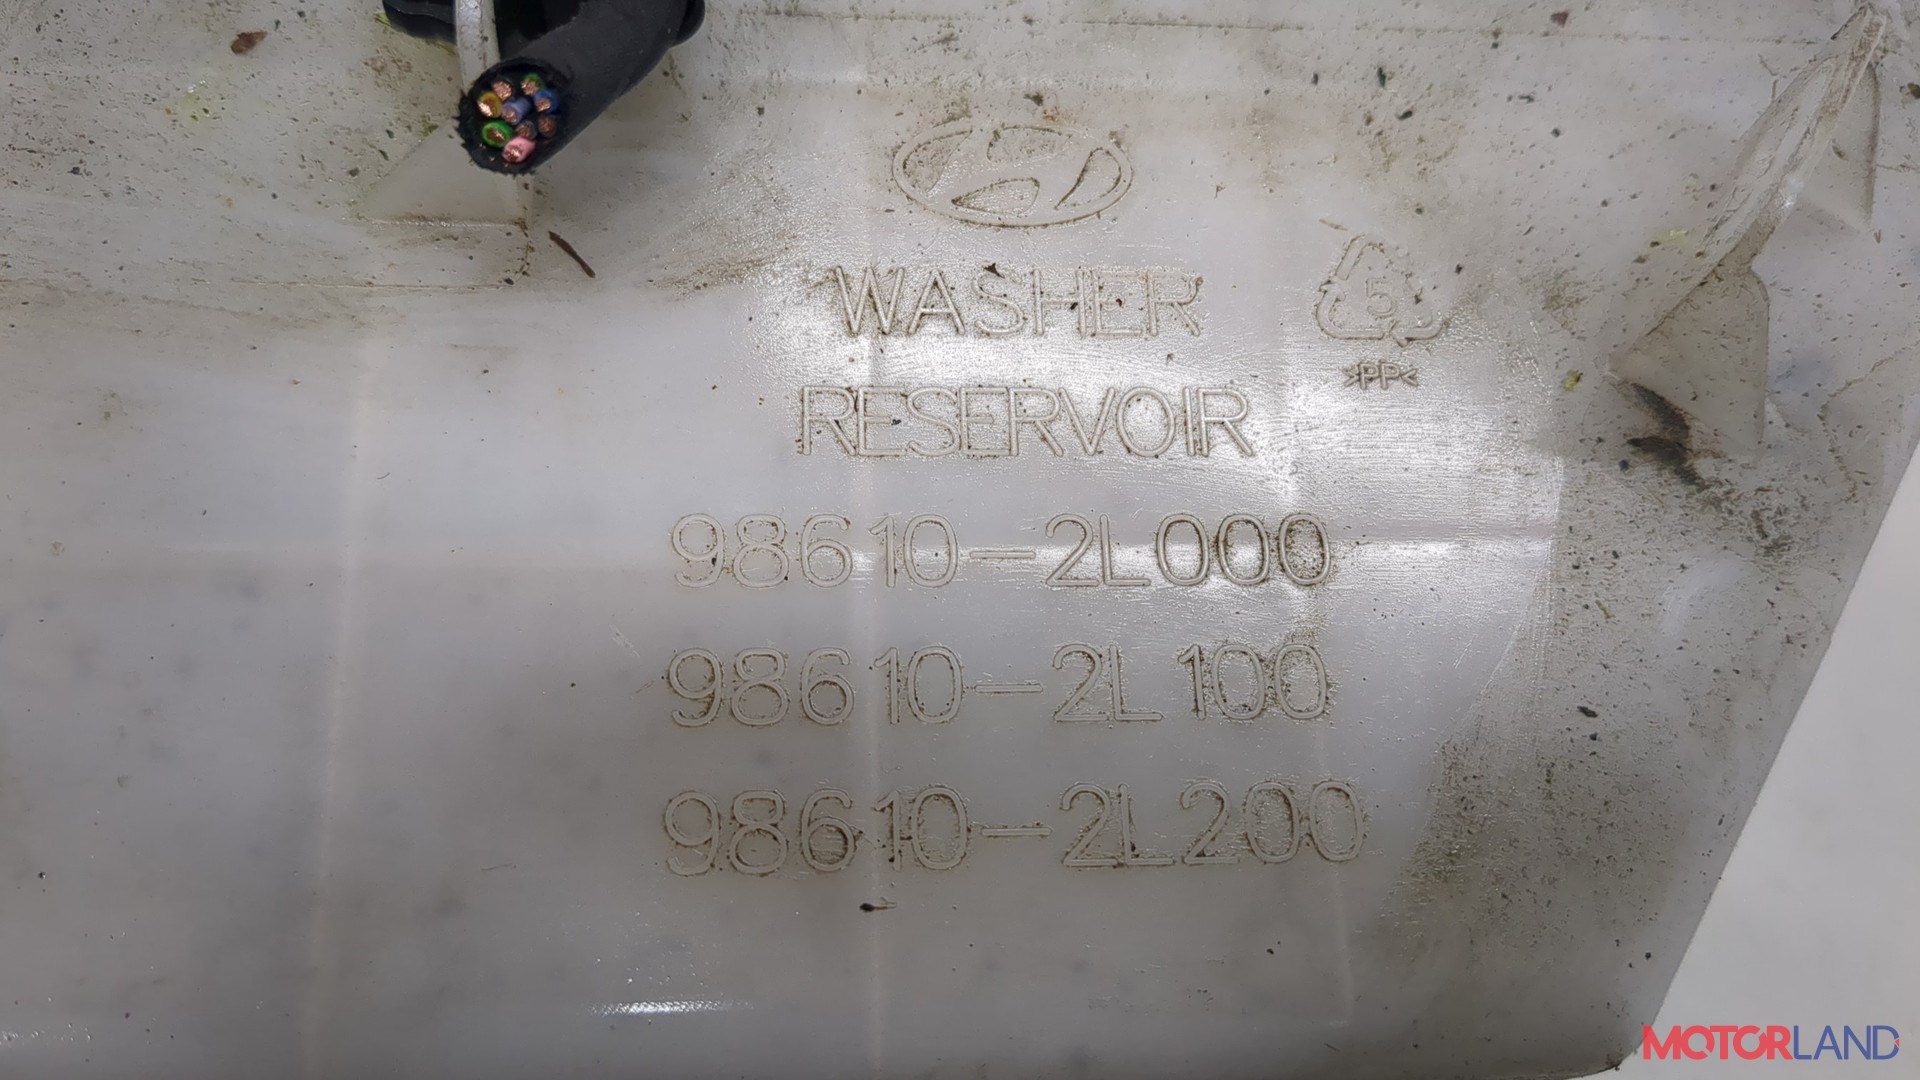 WASHER
RESERVOIR
5
>PP<
98610-2L000
98610-2L100
98610-2L200
MOTORLAND